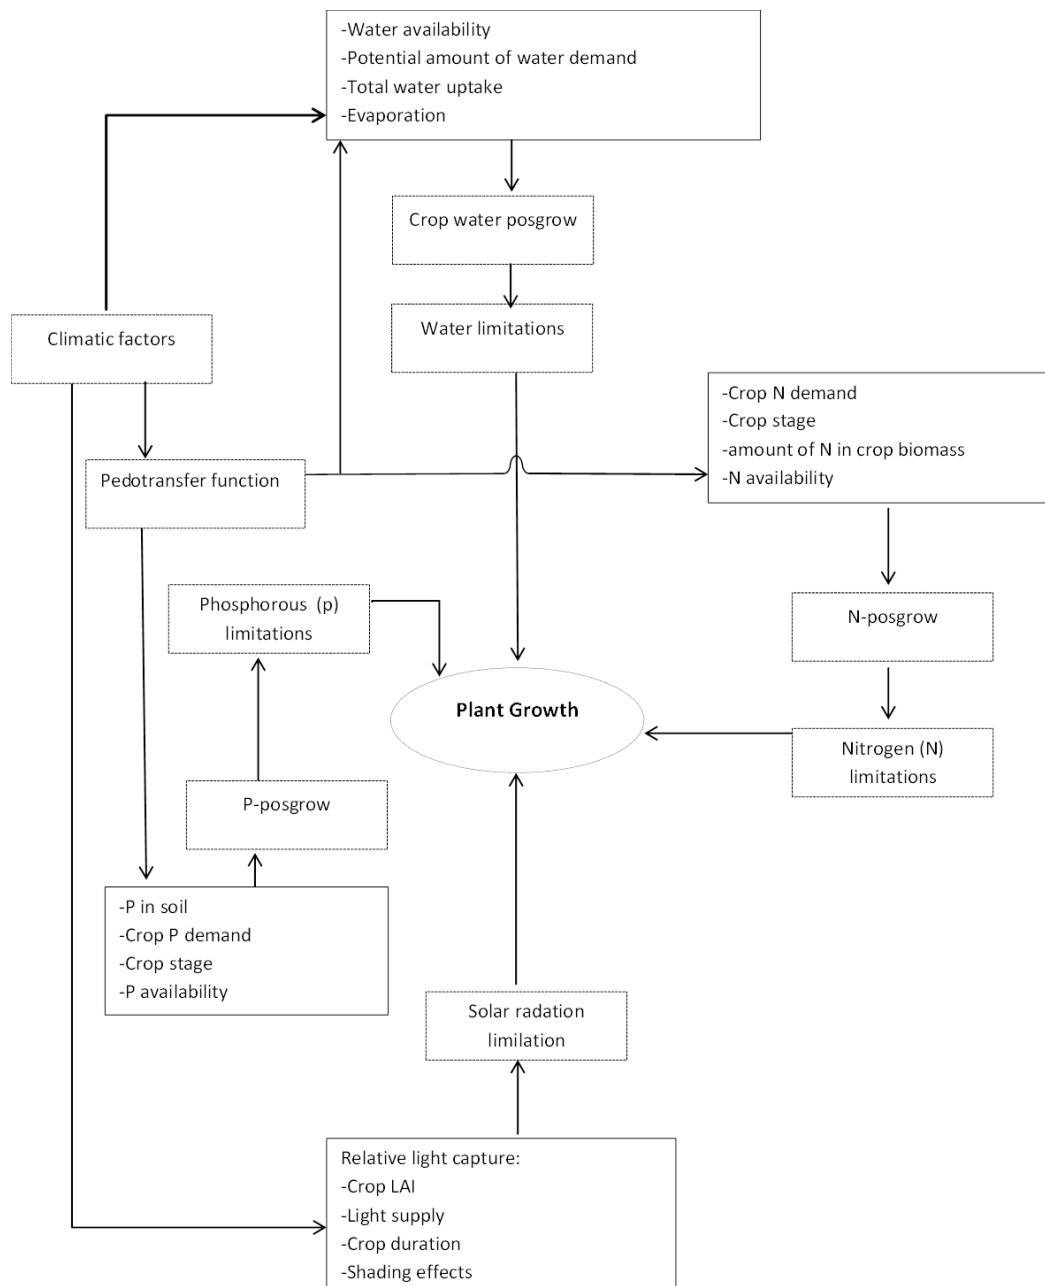 -Water availability
-Potential amount of water demand
-Total water uptake
-Evaporation
Crop water posgrow
Water limitations
Climatic factors
-Crop N demand
-Crop stage
-amount of N in crop biomass
-N availability
Pedotransfer function
Phosphorous (p)
limitations
N-posgrow
Plant Growth
Nitrogen (N)
limitations
P-posgrow
-P in soil
-Crop P demand
-Crop stage
-P availability
Solar radation
limilation
Relative light capture:
-Crop LAI
-Light supply
-Crop duration
-Shading effects